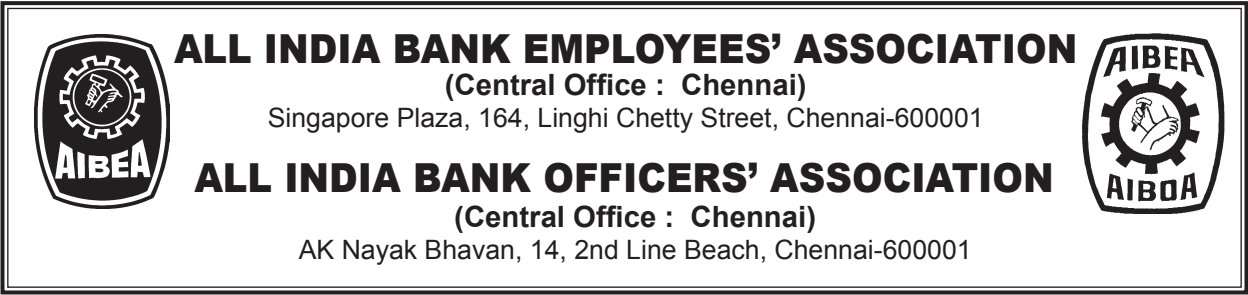 ALL INDIA BANK EMPLOYEES’ ASSOCIATION
(Central Office :  Chennai)
Singapore Plaza, 164, Linghi Chetty Street, Chennai-600001
AIBEA
AIBEA
AIBOA
ALL INDIA BANK OFFICERS’ ASSOCIATION
(Central Office :  Chennai)
AK Nayak Bhavan, 14, 2nd Line Beach, Chennai-600001